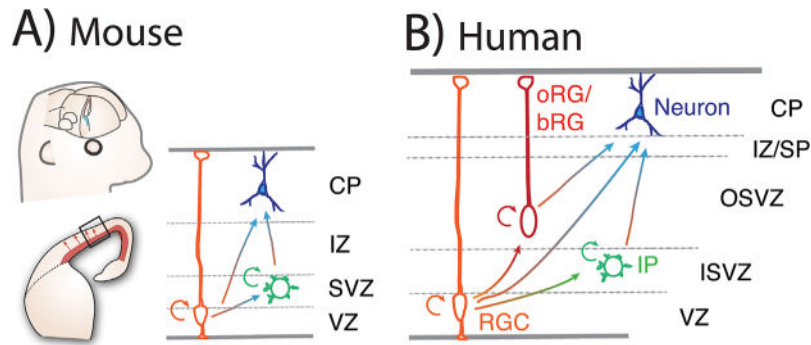 A) Mouse
CP
IZ
SVZ
VZ
B) Human
oRG/
bRG
Neuron
CP
IZ/SP
OSVZ
IP
ISVZ
RGC
VZ